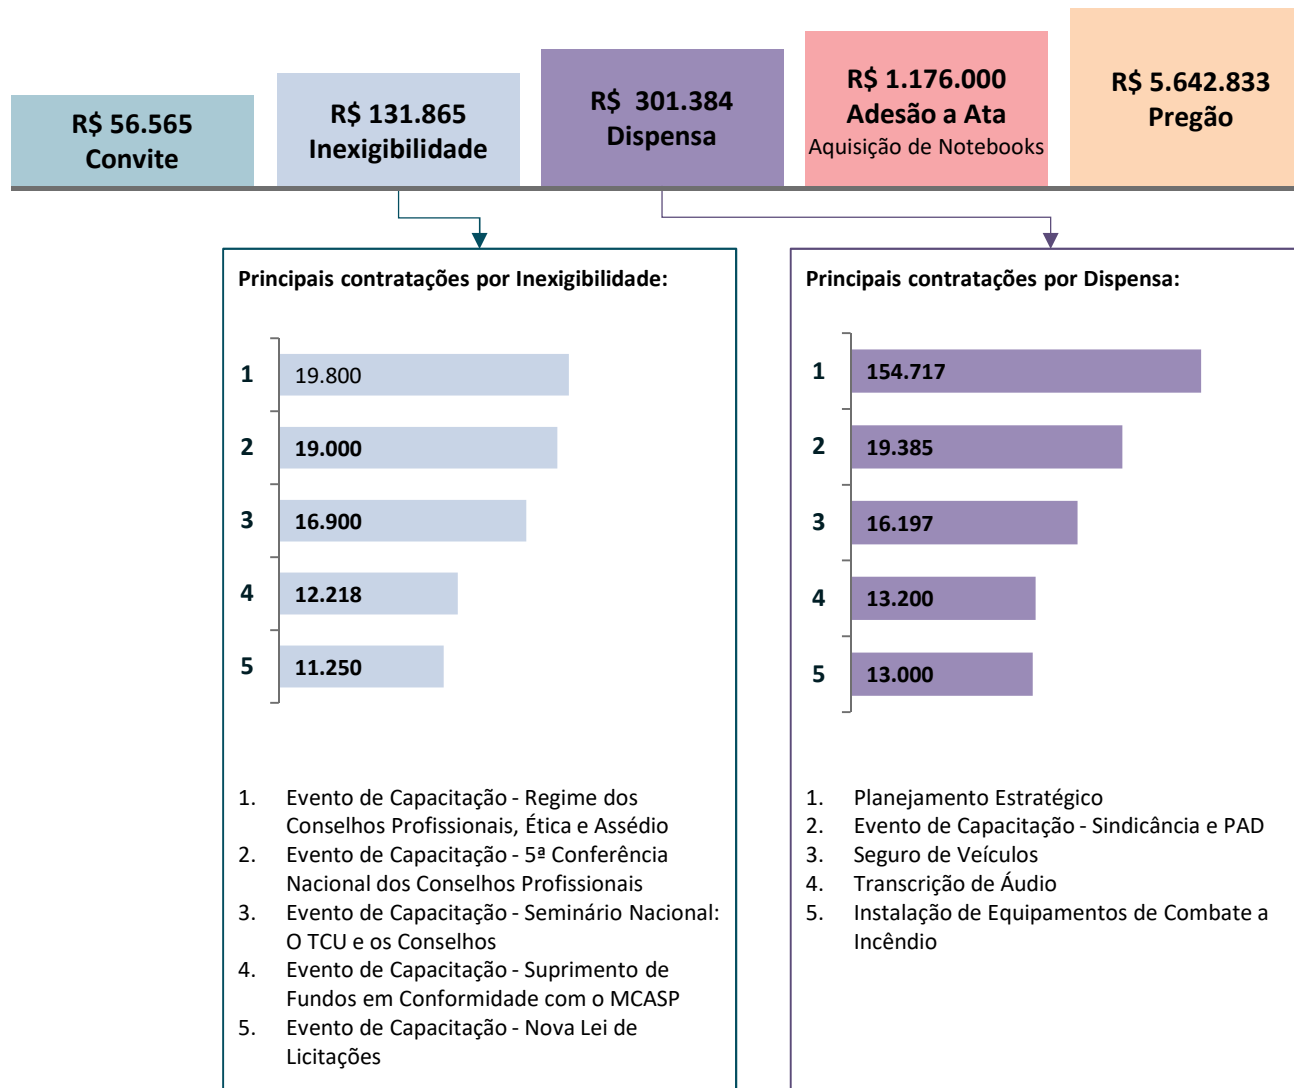 R$ 56.565
Convite
R$ 131.865
Inexigibilidade
R$ 301.384
Dispensa
R$ 1.176.000
Adesão a Ata
Aquisição de Notebooks
R$ 5.642.833
Pregão
Principais contratações por Inexigibilidade:
1 19.800
2 19.000
3 16.900
4 12.218
5 11.250
1. Evento de Capacitação - Regime dos
Conselhos Profissionais, Ética e Assédio
2. Evento de Capacitação - 5ª Conferência
Nacional dos Conselhos Profissionais
3. Evento de Capacitação - Seminário Nacional:
O TCU e os Conselhos
4. Evento de Capacitação - Suprimento de
Fundos em Conformidade com o MCASP
5. Evento de Capacitação - Nova Lei de
Licitações
Principais contratações por Dispensa:
1 154.717
2 19.385
3 16.197
4 13.200
5 13.000
1. Planejamento Estratégico
2. Evento de Capacitação - Sindicância e PAD
3. Seguro de Veículos
4. Transcrição de Áudio
5. Instalação de Equipamentos de Combate a
Incêndio